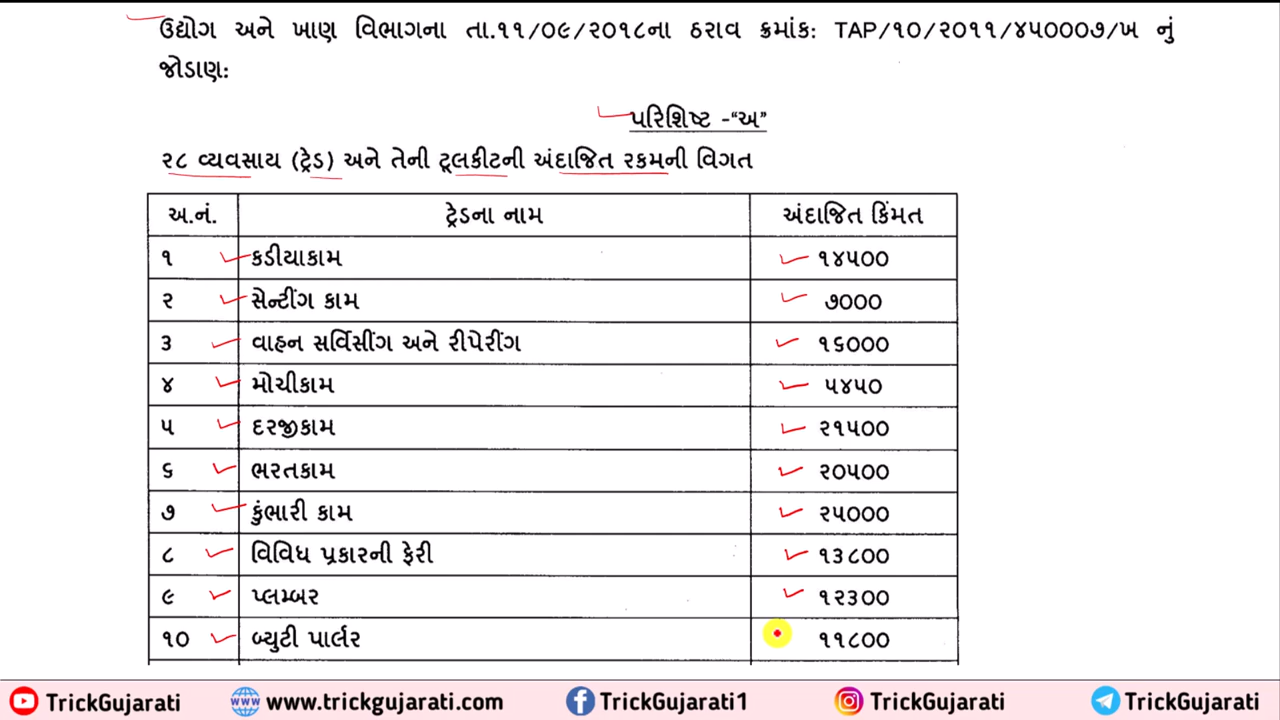 ઉદ્યોગ અને ખાણ વિભાગના તા.૧૧/૦૯/૨૦૧૮ના ઠરાવ ક્રમાંક: TAP/૧૦/૨૦૧૧/૪૫૦૦૦૭/ખ નું
જોડાણ:
પરિશિષ્ટ -“અ”
૨૮ વ્યવસાય (ટ્રેડ) અને તેની ટૂલકીટની અંદાજિત રકમની વિગત
અ.નં. ટ્રેડના નામ અંદાજિત કિંમત
૧ કડીયાકામ ૧૪૫૦૦
૨ સેન્ટીંગ કામ ૭૦૦૦
૩ વાહન સર્વિસીંગ અને રીપેરીંગ ૧૬૦૦૦
૪ મોચીકામ ૫૪૫૦
૫ દરજીકામ ૨૧૫૦૦
૬ ભરતકામ ૨૦૫૦૦
૭ કુંભારી કામ ૨૫૦૦૦
૮ વિવિધ પ્રકારની ફેરી ૧૩૮૦૦
૯ પ્લમ્બર ૧૨૩૦૦
૧૦ બ્યુટી પાર્લર ૧૧૮૦૦
TrickGujarati www.trickgujarati.com TrickGujarati1 TrickGujarati TrickGujarati